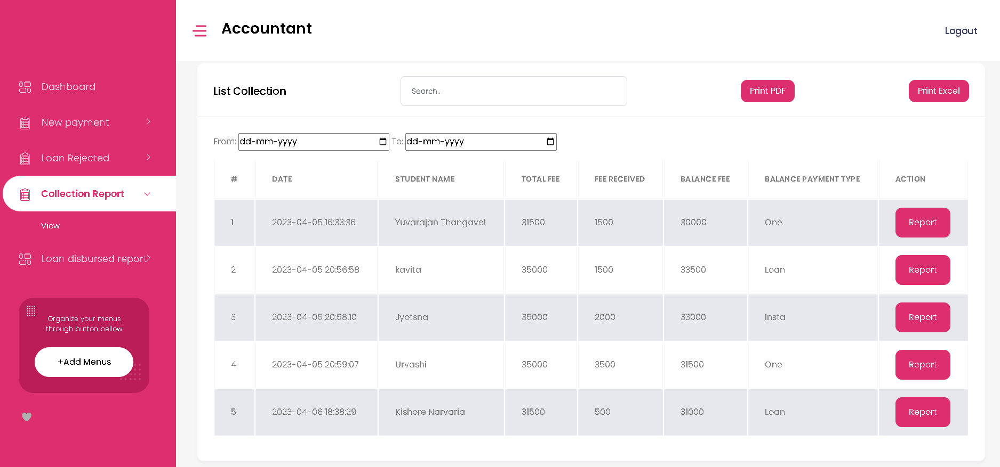 Accountant
Logout
Dashboard
New payment
Loan Rejected
Collection Report
View
Loan disbursed report
Organize your menus
through button bellow
+Add Menus
List Collection
Search..
Print PDF
Print Excel
From: dd-mm-yyyy To: dd-mm-yyyy
# DATE STUDENT NAME TOTAL FEE FEE RECEIVED BALANCE FEE BALANCE PAYMENT TYPE ACTION
1 2023-04-05 16:33:36 Yuvarajan Thangavel 31500 1500 30000 One Report
2 2023-04-05 20:56:58 kavita 35000 1500 33500 Loan Report
3 2023-04-05 20:58:10 Jyotsna 35000 2000 33000 Insta Report
4 2023-04-05 20:59:07 Urvashi 35000 3500 31500 One Report
5 2023-04-06 18:38:29 Kishore Narvaria 31500 500 31000 Loan Report